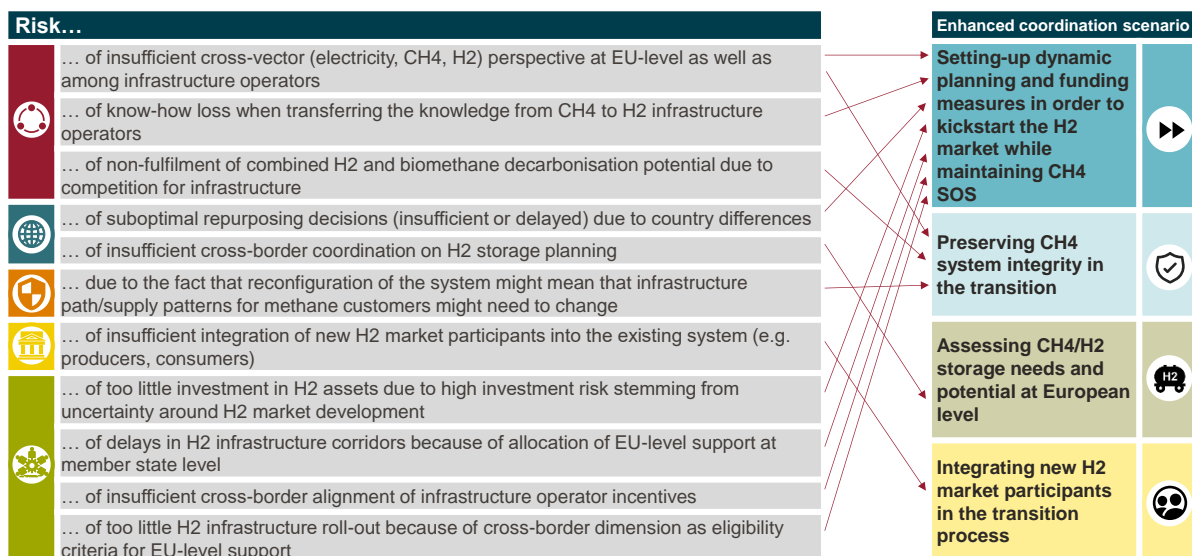 Risk…
… of insufficient cross-vector (electricity, CH4, H2) perspective at EU-level as well as
among infrastructure operators
… of know-how loss when transferring the knowledge from CH4 to H2 infrastructure
operators
… of non-fulfilment of combined H2 and biomethane decarbonisation potential due to
competition for infrastructure
… of suboptimal repurposing decisions (insufficient or delayed) due to country differences
… of insufficient cross-border coordination on H2 storage planning
… due to the fact that reconfiguration of the system might mean that infrastructure
path/supply patterns for methane customers might need to change
… of insufficient integration of new H2 market participants into the existing system (e.g.
producers, consumers)
… of too little investment in H2 assets due to high investment risk stemming from
uncertainty around H2 market development
… of delays in H2 infrastructure corridors because of allocation of EU-level support at
member state level
… of insufficient cross-border alignment of infrastructure operator incentives
… of too little H2 infrastructure roll-out because of cross-border dimension as eligibility
criteria for EU-level support
Enhanced coordination scenario
Setting-up dynamic
planning and funding
measures in order to
kickstart the H2
market while
maintaining CH4
SOS
Preserving CH4
system integrity in
the transition
Assessing CH4/H2
storage needs and
potential at European
level
H2
Integrating new H2
market participants
in the transition
process